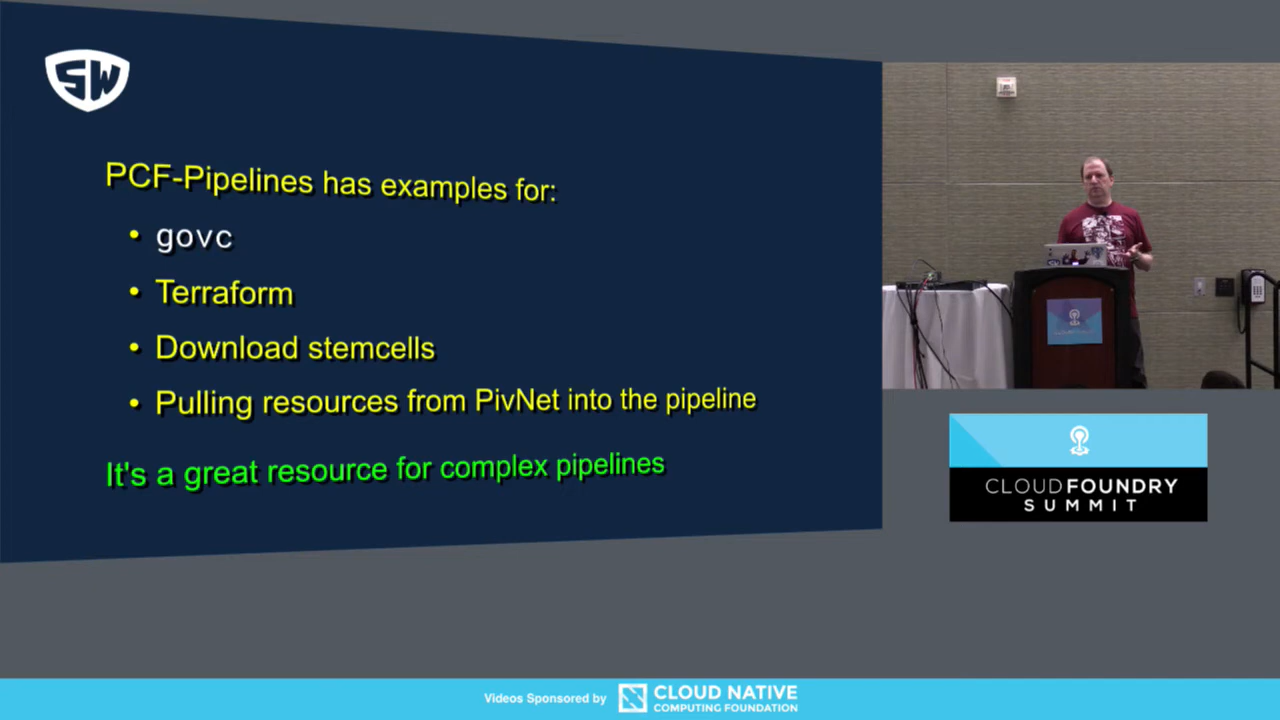 SW
PCF-Pipelines has examples for:
• govc
• Terraform
• Download stemcells
• Pulling resources from PivNet into the pipeline
It's a great resource for complex pipelines
CLOUD FOUNDRY
SUMMIT
Videos Sponsored by
CLOUD NATIVE
COMPUTING FOUNDATION